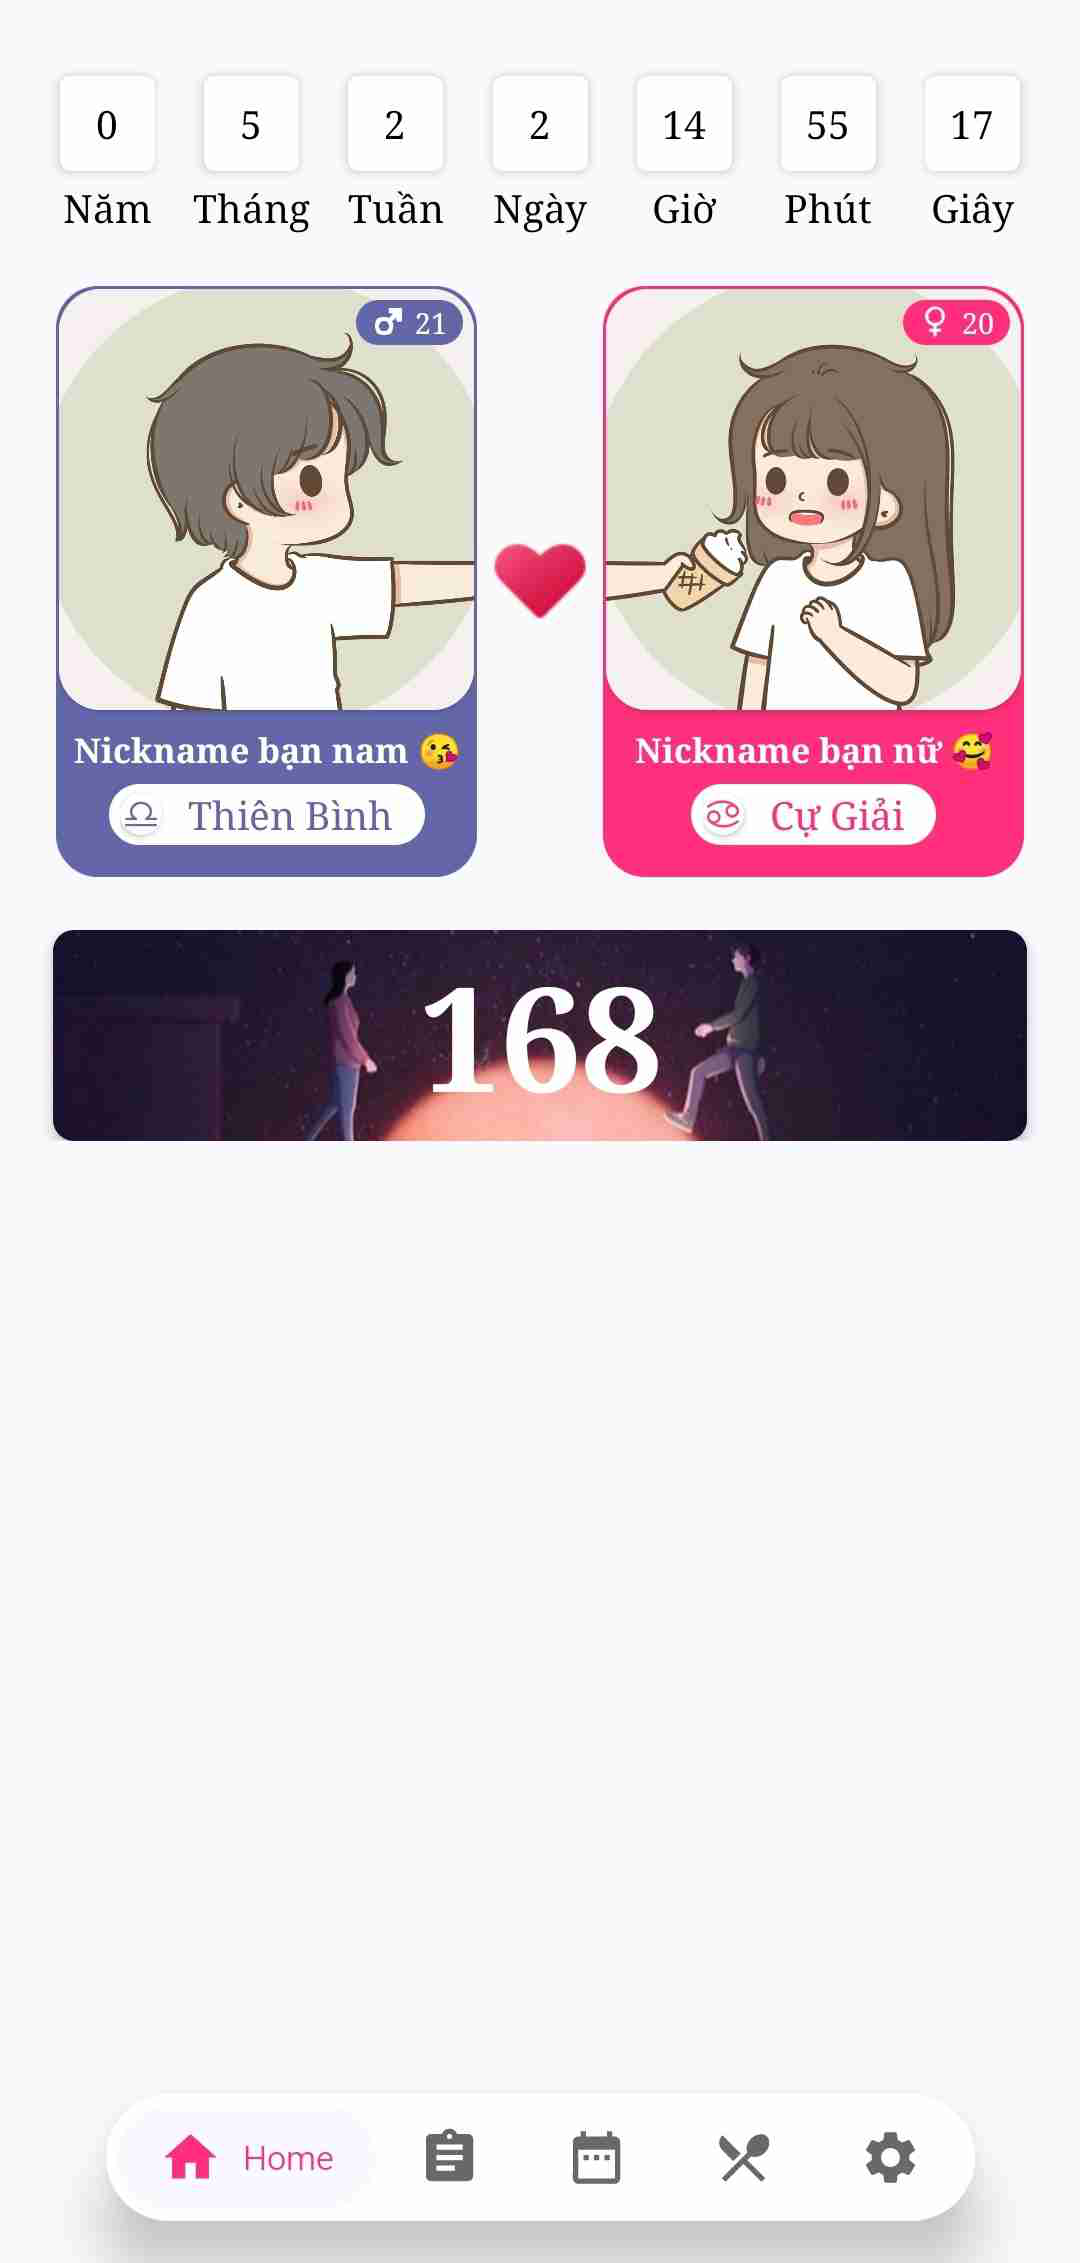 0 5 2 2 14 55 17
Năm Tháng Tuần Ngày Giờ Phút Giây
21
20
Nickname bạn nam 😘
Thiên Bình
Nickname bạn nữ 🥰
Cự Giải
168
Home